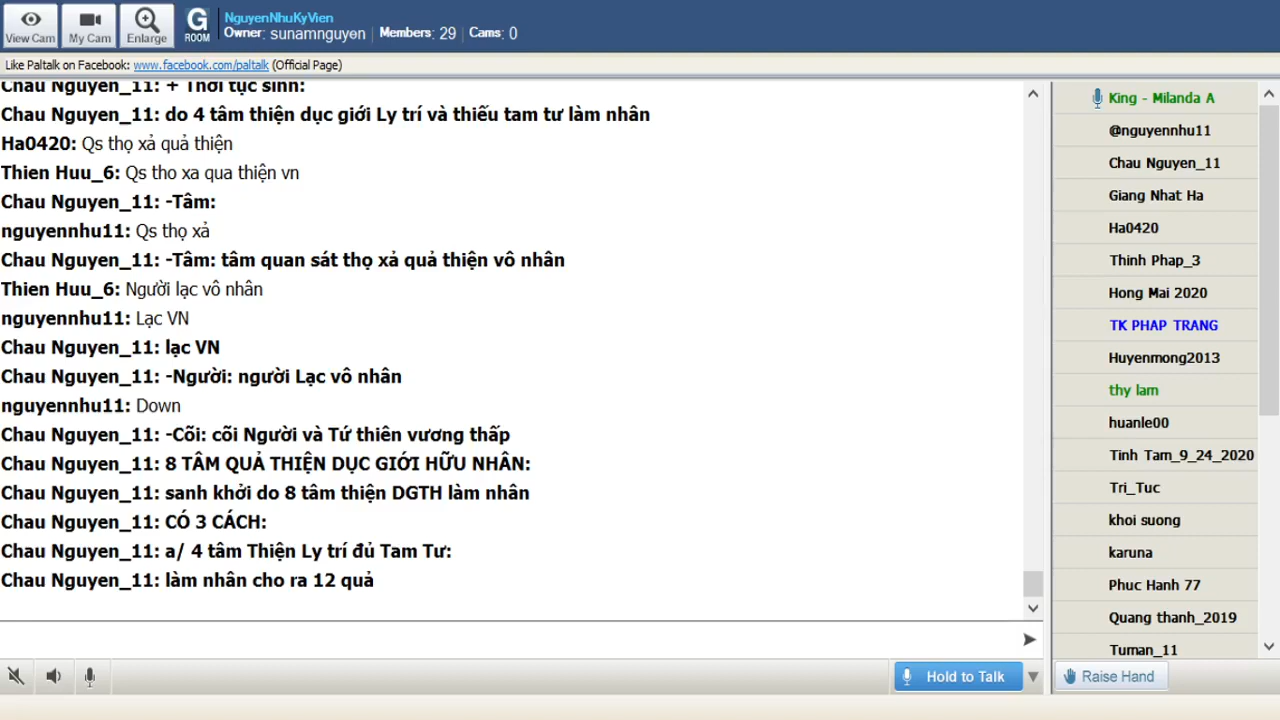 View Cam
My Cam
Enlarge
G
ROOM
NguyenNhuKyVien
Owner: sunamnguyen | Members: 29 | Cams: 0
Like Paltalk on Facebook: www.facebook.com/paltalk (Official Page)
Chau Nguyen_11: + Thời tục sinh:
Chau Nguyen_11: do 4 tâm thiện dục giới Ly trí và thiếu tam tư làm nhân
Ha0420: Qs thọ xả quả thiện
Thien Huu_6: Qs tho xa qua thiện vn
Chau Nguyen_11: -Tâm:
nguyennhu11: Qs thọ xả
Chau Nguyen_11: -Tâm: tâm quan sát thọ xả quả thiện vô nhân
Thien Huu_6: Người lạc vô nhân
nguyennhu11: Lạc VN
Chau Nguyen_11: lạc VN
Chau Nguyen_11: -Người: người Lạc vô nhân
nguyennhu11: Down
Chau Nguyen_11: -Cõi: cõi Người và Tứ thiên vương thấp
Chau Nguyen_11: 8 TÂM QUẢ THIỆN DỤC GIỚI HỮU NHÂN:
Chau Nguyen_11: sanh khởi do 8 tâm thiện DGTH làm nhân
Chau Nguyen_11: CÓ 3 CÁCH:
Chau Nguyen_11: a/ 4 tâm Thiện Ly trí đủ Tam Tư:
Chau Nguyen_11: làm nhân cho ra 12 quả
King - Milanda A
@nguyennhu11
Chau Nguyen_11
Giang Nhat Ha
Ha0420
Thinh Phap_3
Hong Mai 2020
TK PHAP TRANG
Huyenmong2013
thy lam
huanle00
Tinh Tam_9_24_2020
Tri_Tuc
khoi suong
karuna
Phuc Hanh 77
Quang thanh_2019
Tuman_11
Hold to Talk
Raise Hand